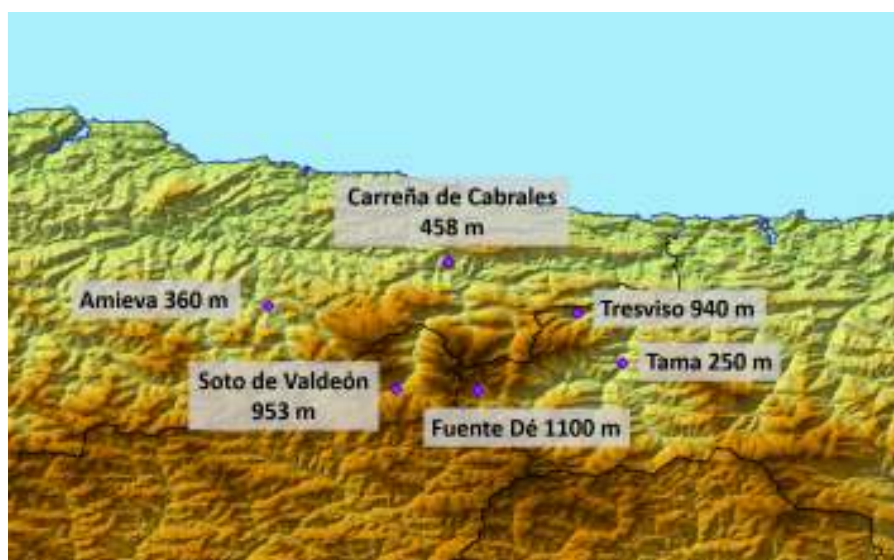 Carreña de Cabrales
458 m
Amieva 360 m
Tresviso 940 m
Tama 250 m
Soto de Valdeón
953 m
Fuente Dé 1100 m